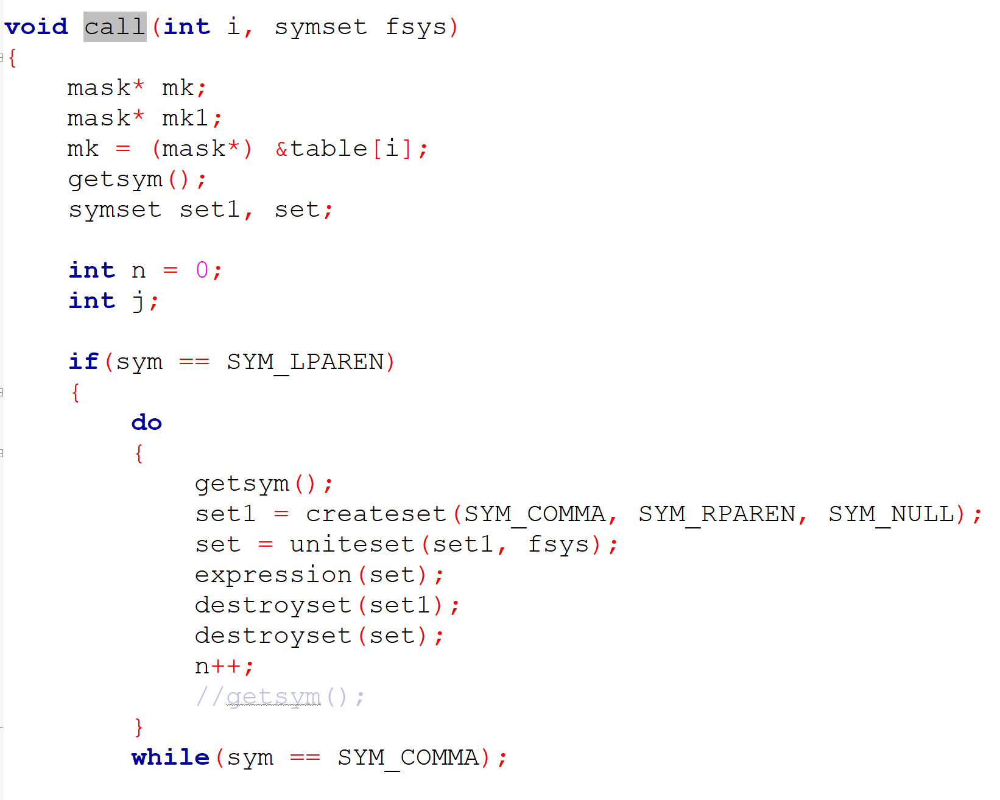 void call(int i, symset fsys)
{
    mask* mk;
    mask* mk1;
    mk = (mask*) &table[i];
    getsym();
    symset set1, set;

    int n = 0;
    int j;

    if(sym == SYM_LPAREN)
    {
        do
        {
            getsym();
            set1 = createset(SYM_COMMA, SYM_RPAREN, SYM_NULL);
            set = uniteset(set1, fsys);
            expression(set);
            destroyset(set1);
            destroyset(set);
            n++;
            //getsym();
        }
        while(sym == SYM_COMMA);